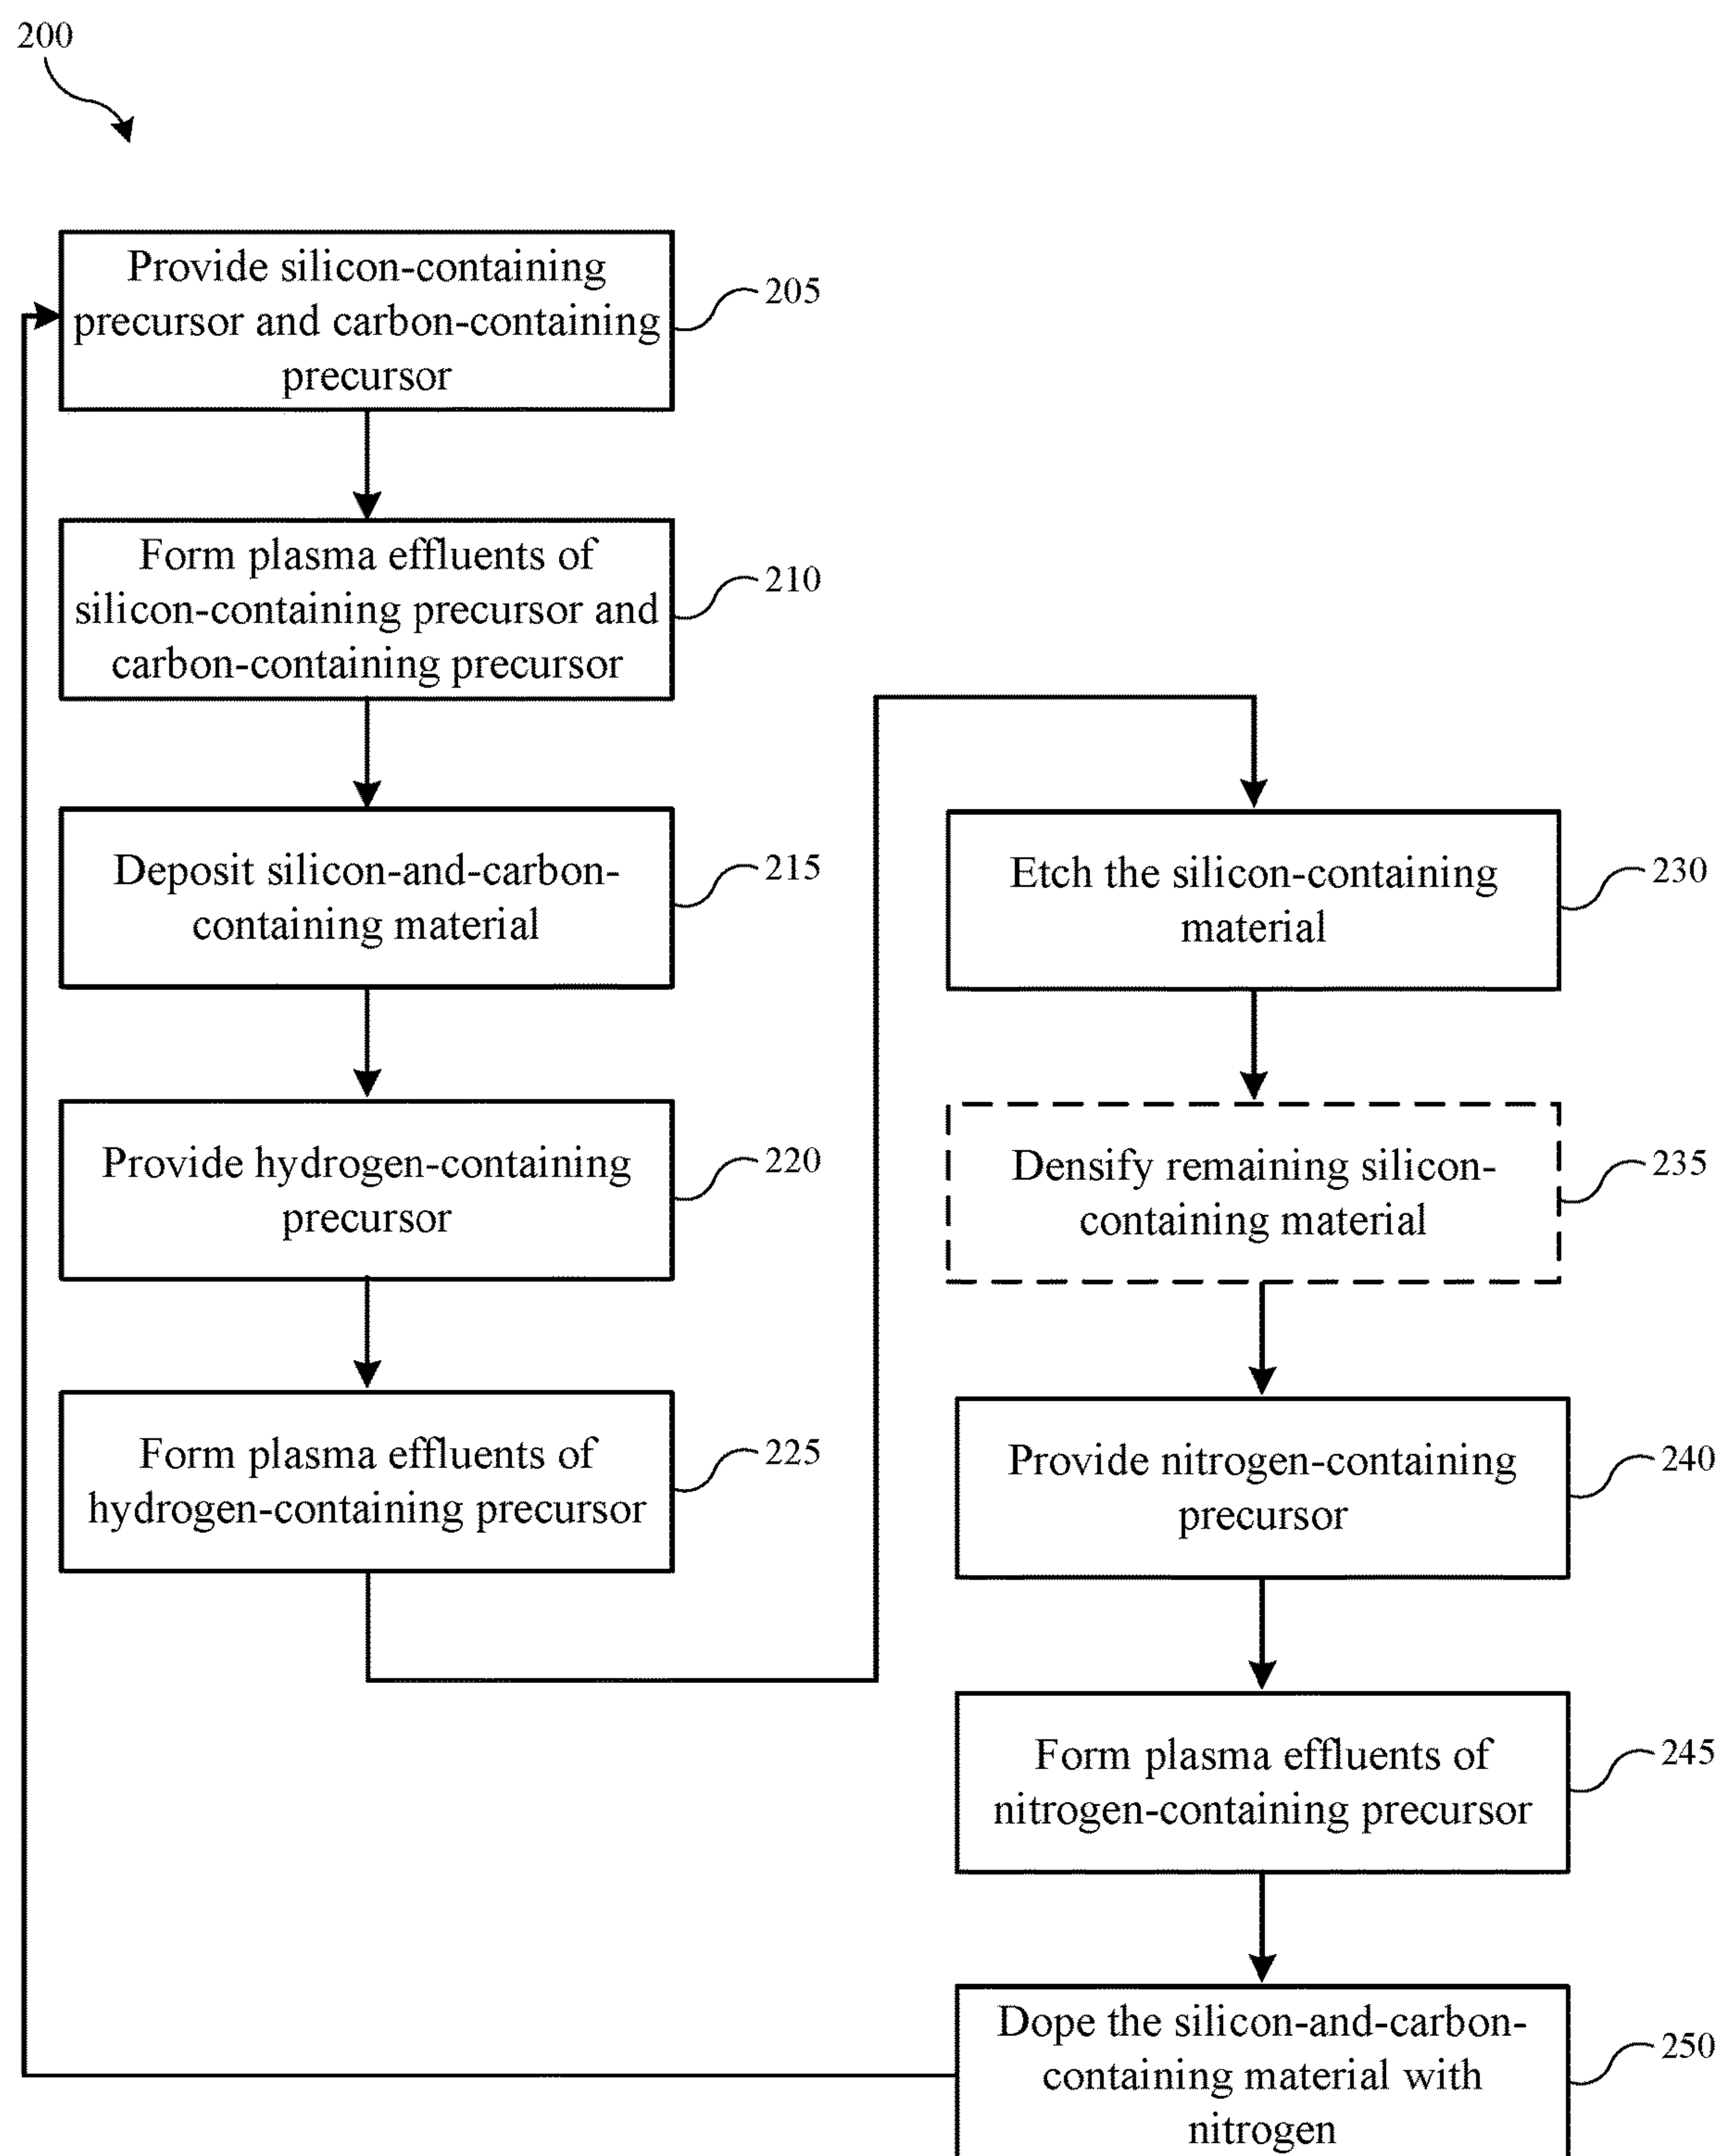 200
Provide silicon-containing
precursor and carbon-containing
precursor
205
Form plasma effluents of
silicon-containing precursor and
carbon-containing precursor
210
Deposit silicon-and-carbon-
containing material
215
Provide hydrogen-containing
precursor
220
Form plasma effluents of
hydrogen-containing precursor
225
Etch the silicon-containing
material
230
Densify remaining silicon-
containing material
235
Provide nitrogen-containing
precursor
240
Form plasma effluents of
nitrogen-containing precursor
245
Dope the silicon-and-carbon-
containing material with
nitrogen
250